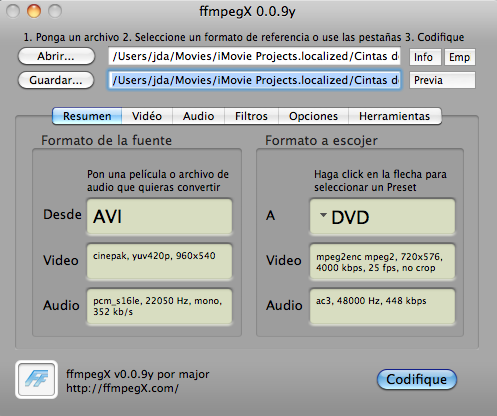 ffmpegX 0.0.9y
1. Ponga un archivo 2. Seleccione un formato de referencia o use las pestañas 3. Codifique
Abrir... /Users/jda/Movies/iMovie Projects.localized/Cintas d Info Emp
Guardar... /Users/jda/Movies/iMovie Projects.localized/Cintas d Previa
Resumen Vidéo Audio Filtros Opciones Herramientas
Formato de la fuente
Pon una película o archivo de
audio que quieras convertir
Desde AVI
Video cinepak, yuv420p, 960x540
Audio pcm_s16le, 22050 Hz, mono,
352 kb/s
Formato a escojer
Haga click en la flecha para
seleccionar un Preset
A DVD
Video mpeg2enc mpeg2, 720x576,
4000 kbps, 25 fps, no crop
Audio ac3, 48000 Hz, 448 kbps
FF
ffmpegX v0.0.9y por major
http://ffmpegX.com/
Codifique